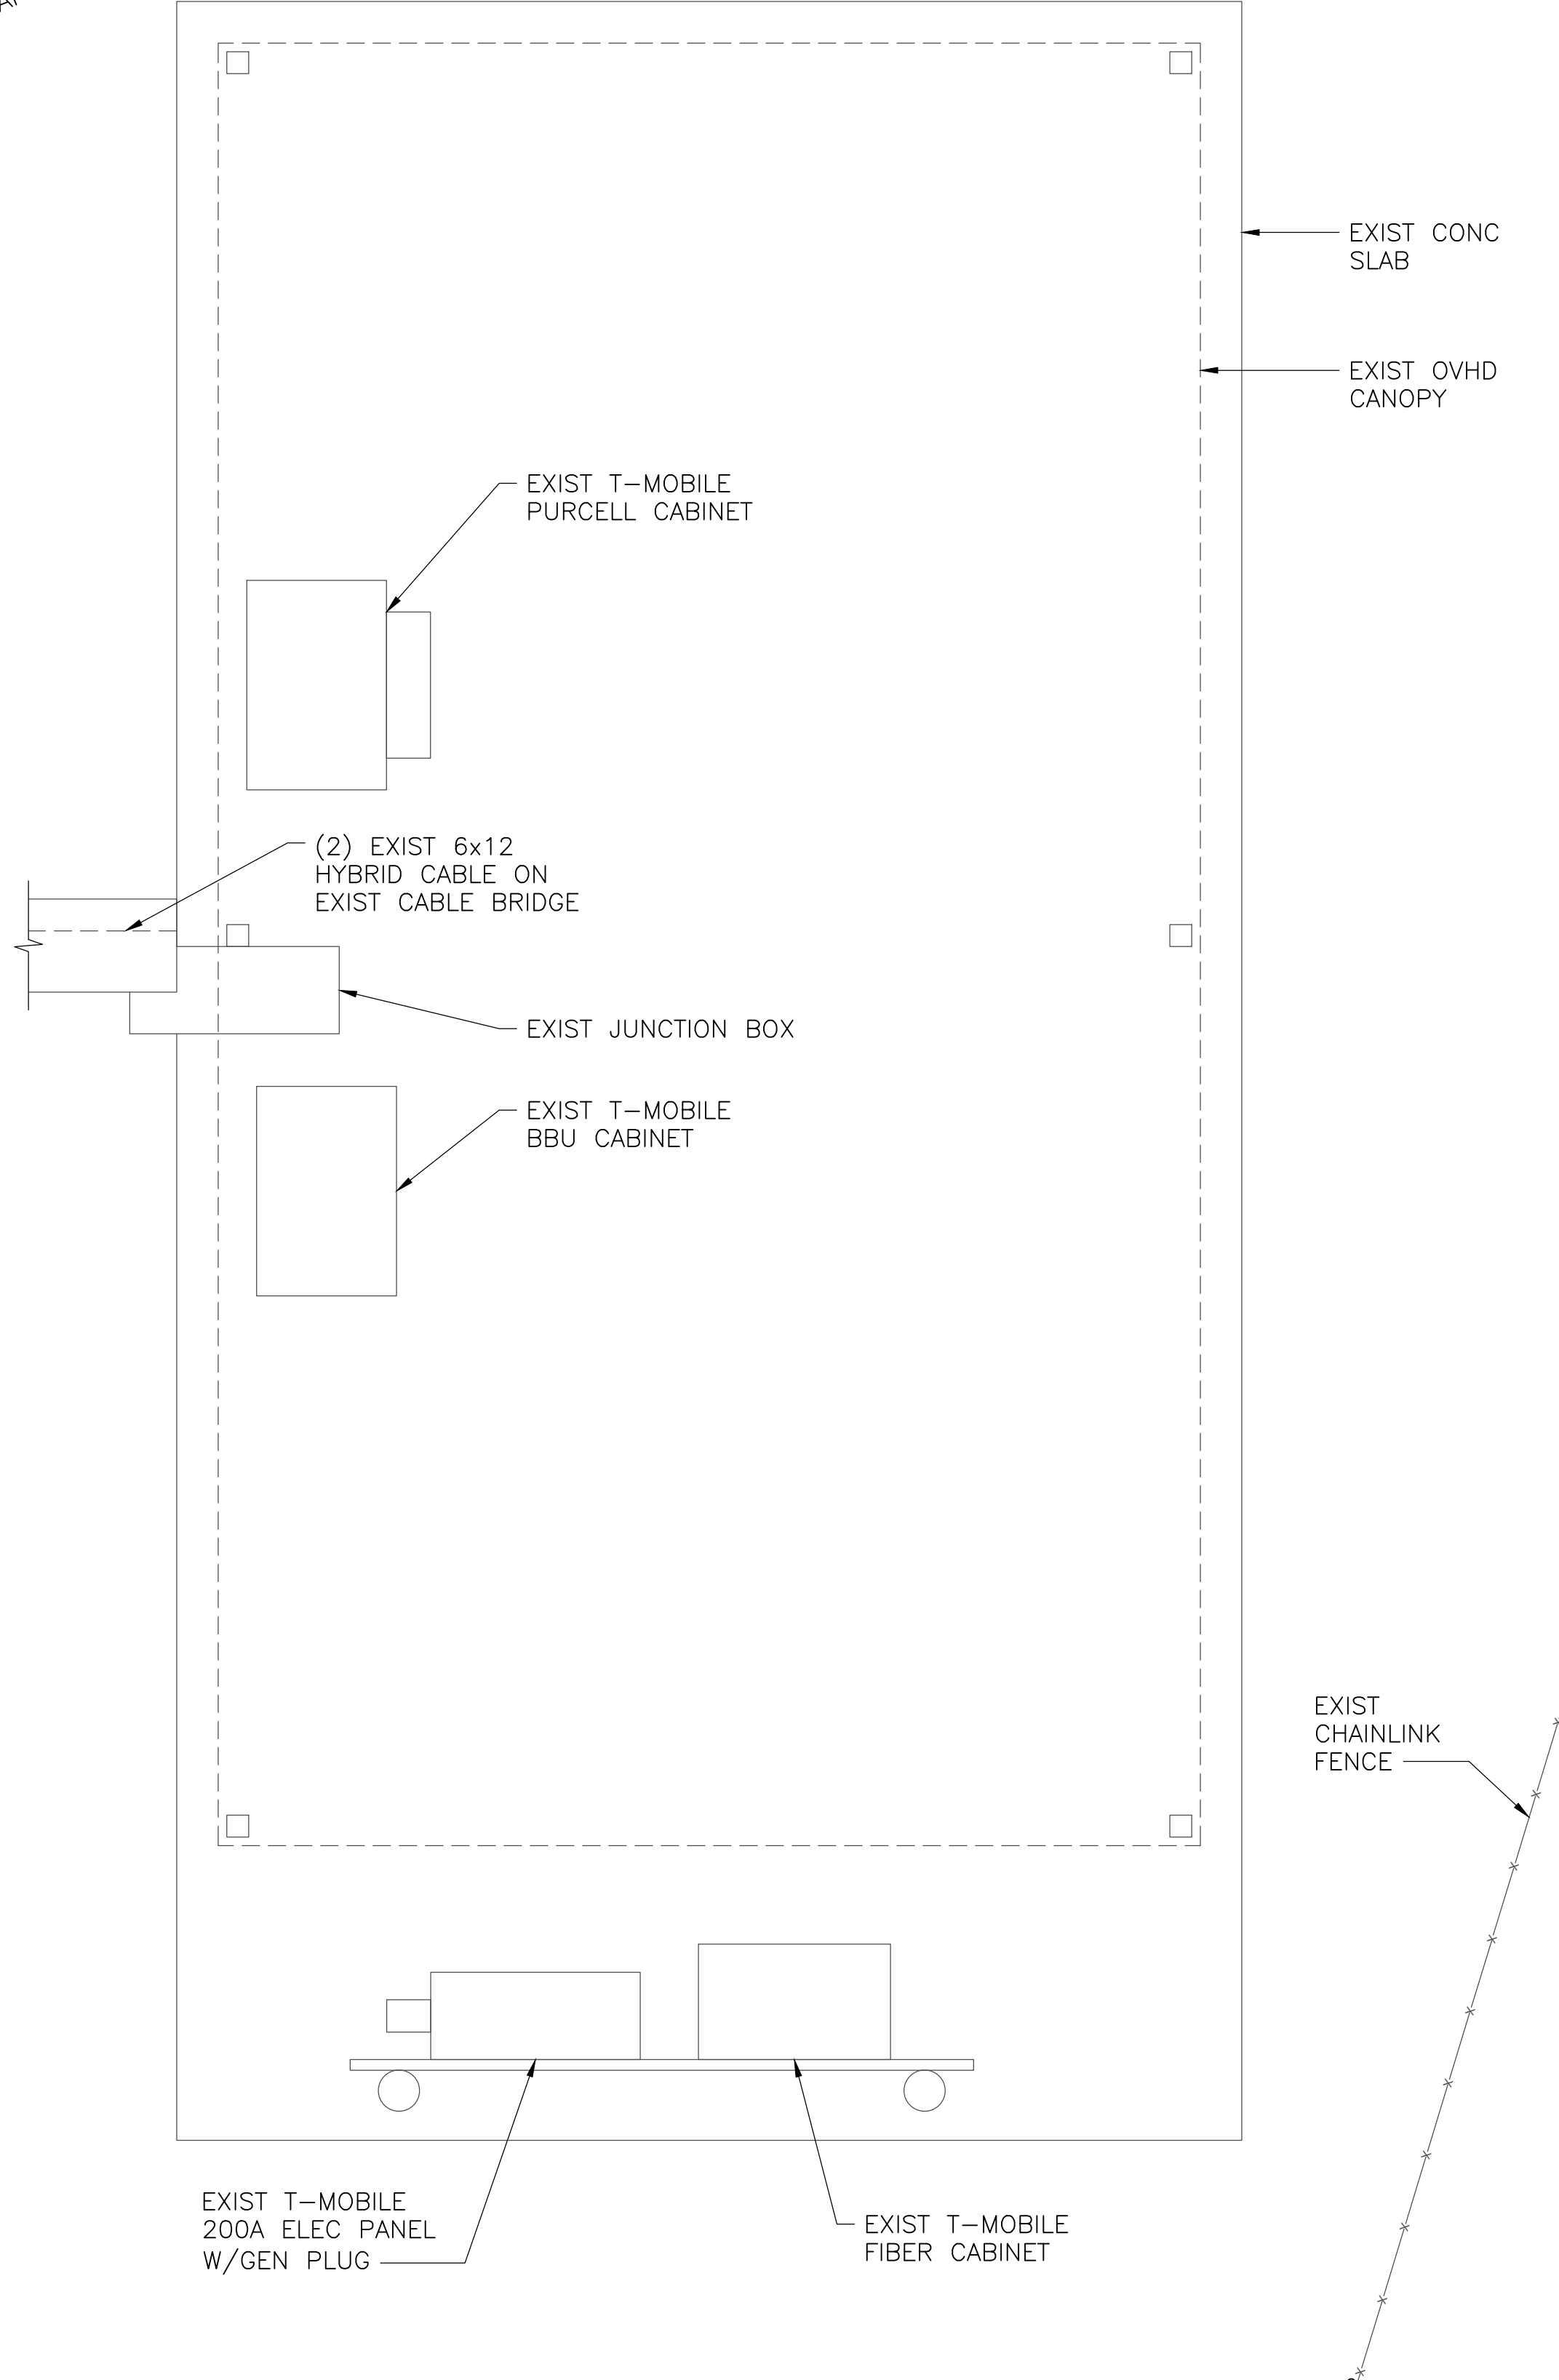 EXIST CONC
SLAB
EXIST OVHD
CANOPY
EXIST T-MOBILE
PURCELL CABINET
(2) EXIST 6x12
HYBRID CABLE ON
EXIST CABLE BRIDGE
EXIST JUNCTION BOX
EXIST T-MOBILE
BBU CABINET
EXIST
CHAINLINK
FENCE
EXIST T-MOBILE
200A ELEC PANEL
W/GEN PLUG
EXIST T-MOBILE
FIBER CABINET